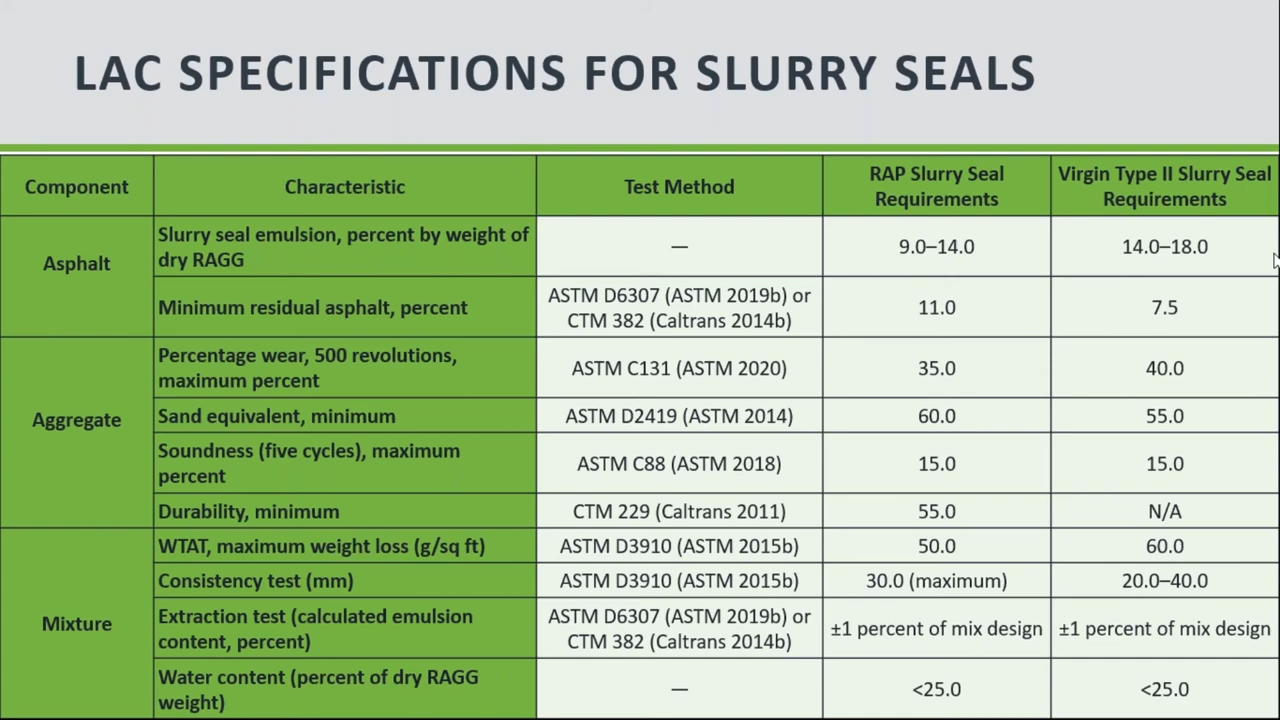 LAC SPECIFICATIONS FOR SLURRY SEALS
Component
Characteristic
Test Method
RAP Slurry Seal
Requirements
Virgin Type II Slurry Seal
Requirements
Asphalt
Slurry seal emulsion, percent by weight of
dry RAGG
—
9.0–14.0
14.0–18.0
Minimum residual asphalt, percent
ASTM D6307 (ASTM 2019b) or
CTM 382 (Caltrans 2014b)
11.0
7.5
Aggregate
Percentage wear, 500 revolutions,
maximum percent
ASTM C131 (ASTM 2020)
35.0
40.0
Sand equivalent, minimum
ASTM D2419 (ASTM 2014)
60.0
55.0
Soundness (five cycles), maximum
percent
ASTM C88 (ASTM 2018)
15.0
15.0
Durability, minimum
CTM 229 (Caltrans 2011)
55.0
N/A
Mixture
WTAT, maximum weight loss (g/sq ft)
ASTM D3910 (ASTM 2015b)
50.0
60.0
Consistency test (mm)
ASTM D3910 (ASTM 2015b)
30.0 (maximum)
20.0–40.0
Extraction test (calculated emulsion
content, percent)
ASTM D6307 (ASTM 2019b) or
CTM 382 (Caltrans 2014b)
±1 percent of mix design
±1 percent of mix design
Water content (percent of dry RAGG
weight)
—
<25.0
<25.0